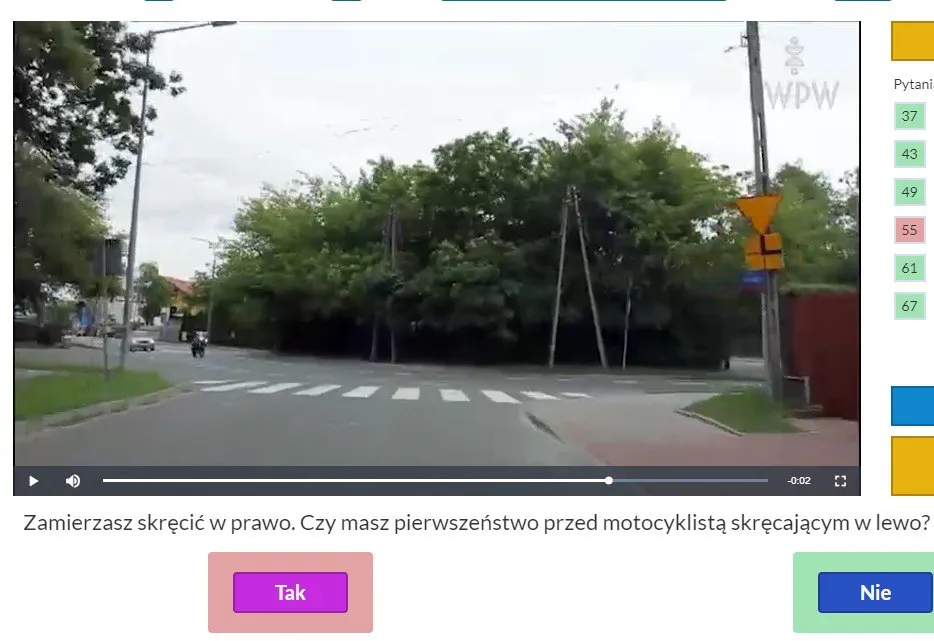 WPW
Pytani
37
43
49
55
61
67
-0:02
Zamierzasz skręcić w prawo. Czy masz pierwszeństwo przed motocyklistą skręcającym w lewo?
Tak
Nie